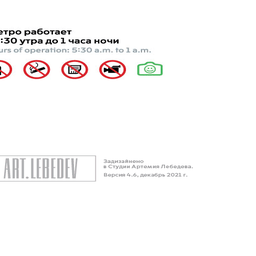 етро работает
:30 утра до 1 часа ночи
urs of operation: 5:30 a.m. to 1 a.m.
ART.LEBEDEV
Задизайнено
в Студии Артемия Лебедева.
Версия 4.6, декабрь 2021 г.